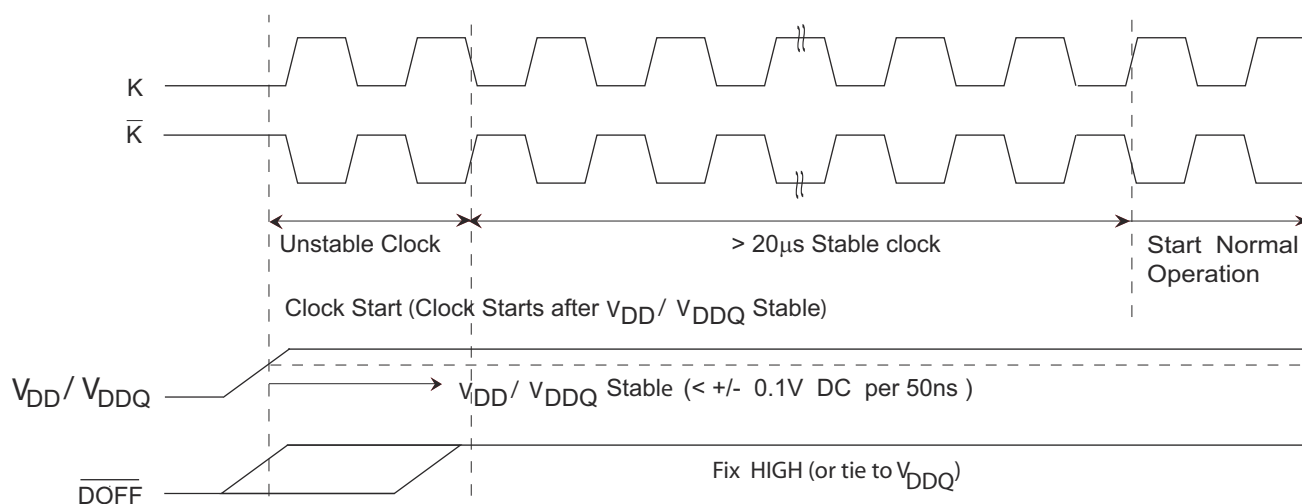 K
K̅
Unstable Clock
> 20μs Stable clock
Start Normal
Operation
Clock Start (Clock Starts after VDD/ VDDQ Stable)
VDD/ VDDQ
VDD/ VDDQ Stable (< +/- 0.1V DC per 50ns )
Fix HIGH (or tie to VDDQ)
D̅O̅F̅F̅